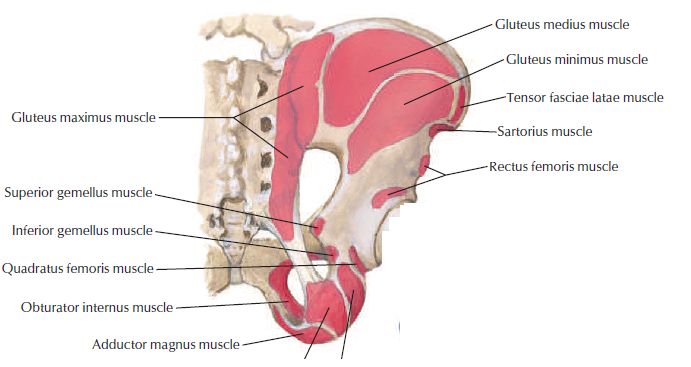 Gluteus medius muscle
Gluteus minimus muscle
Tensor fasciae latae muscle
Gluteus maximus muscle
Sartorius muscle
Rectus femoris muscle
Superior gemellus muscle
Inferior gemellus muscle
Quadratus femoris muscle
Obturator internus muscle
Adductor magnus muscle